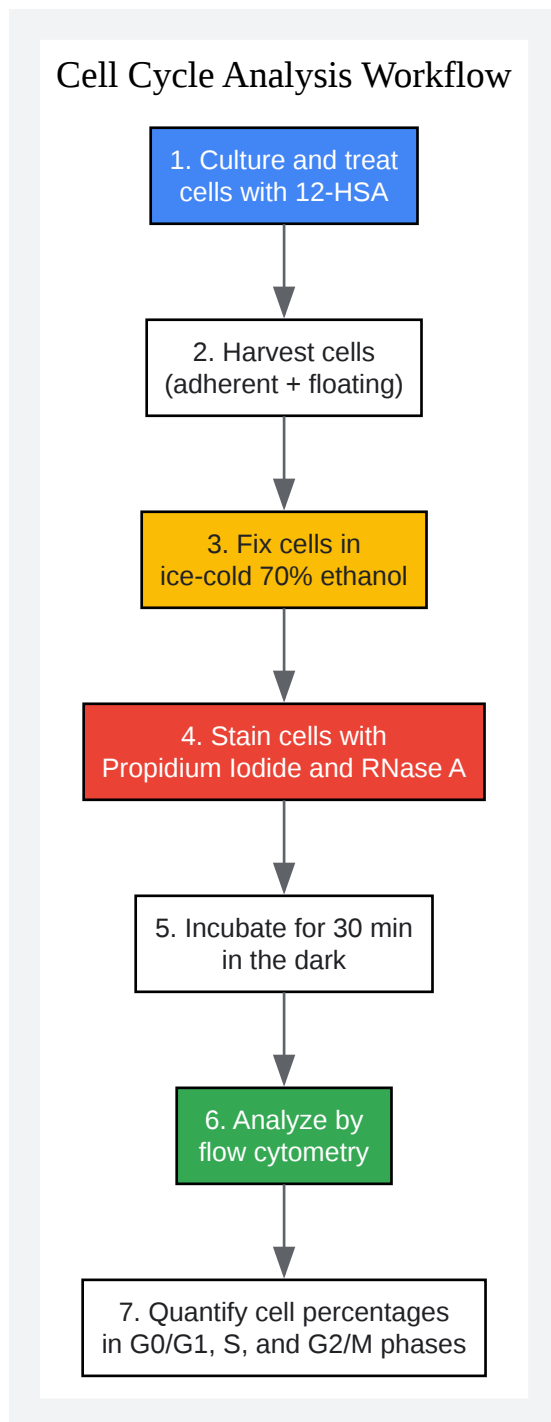 Cell Cycle Analysis Workflow
1. Culture and treat
cells with 12-HSA
2. Harvest cells
(adherent + floating)
3. Fix cells in
ice-cold 70% ethanol
4. Stain cells with
Propidium Iodide and RNase A
5. Incubate for 30 min
in the dark
6. Analyze by
flow cytometry
7. Quantify cell percentages
in G0/G1, S, and G2/M phases